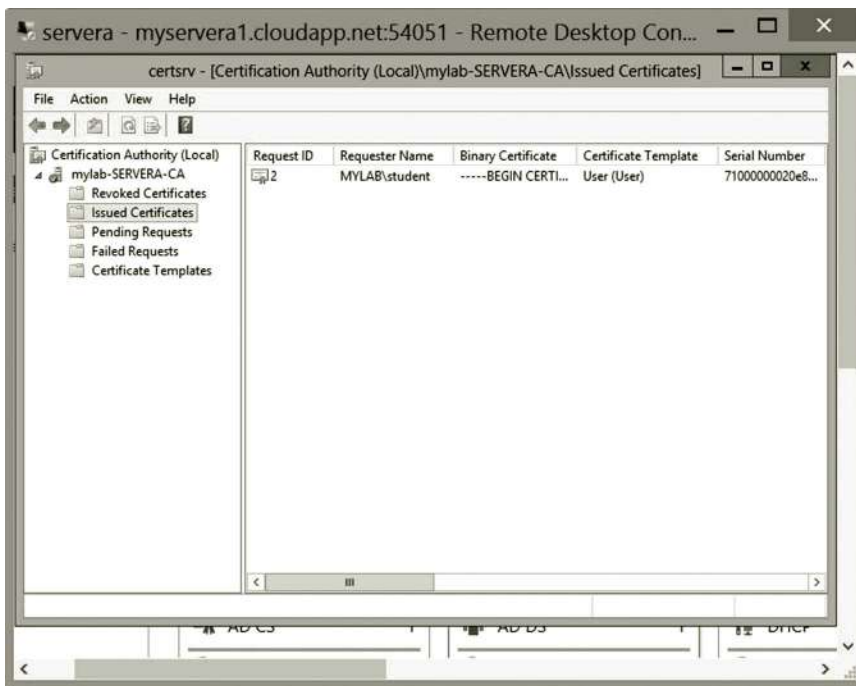 servera - myservera1.cloudapp.net:54051 - Remote Desktop Con...
certsrv - [Certification Authority (Local)\mylab-SERVERA-CA\Issued Certificates]
File Action View Help
Certification Authority (Local)
mylab-SERVERA-CA
Revoked Certificates
Issued Certificates
Pending Requests
Failed Requests
Certificate Templates
Request ID Requester Name Binary Certificate Certificate Template Serial Number
2 MYLAB\student -----BEGIN CERTI... User (User) 71000000020e8...
AD CS 1 AD DS 1 DHCP